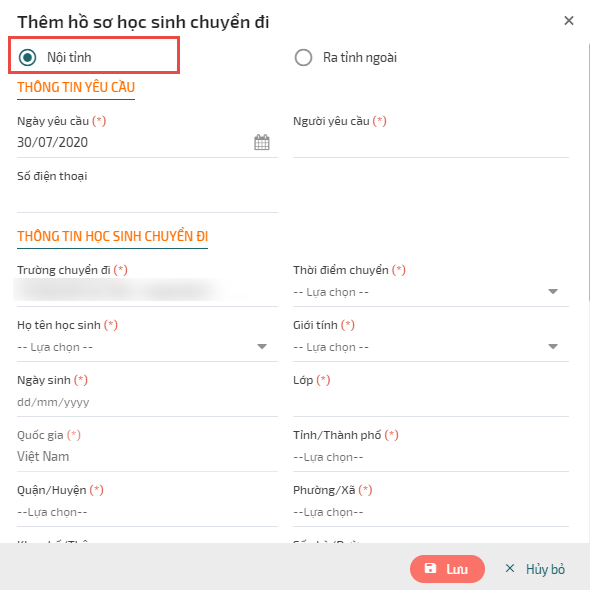 Thêm hồ sơ học sinh chuyển đi
Nội tỉnh
Ra tỉnh ngoài
THÔNG TIN YÊU CẦU
Ngày yêu cầu (*)
Người yêu cầu (*)
30/07/2020
Số điện thoại
THÔNG TIN HỌC SINH CHUYỂN ĐI
Trường chuyển đi (*)
Thời điểm chuyển (*)
-- Lựa chọn --
Họ tên học sinh (*)
Giới tính (*)
-- Lựa chọn --
-- Lựa chọn --
Ngày sinh (*)
Lớp (*)
dd/mm/yyyy
Quốc gia (*)
Tỉnh/Thành phố (*)
Việt Nam
--Lựa chọn--
Quận/Huyện (*)
Phường/Xã (*)
--Lựa chọn--
--Lựa chọn--
Lưu
Hủy bỏ